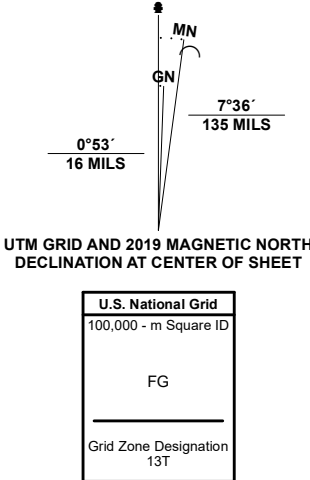 MN
GN
7°36´
135 MILS
0°53´
16 MILS
UTM GRID AND 2019 MAGNETIC NORTH
DECLINATION AT CENTER OF SHEET
U.S. National Grid
100,000 - m Square ID
FG
Grid Zone Designation
13T